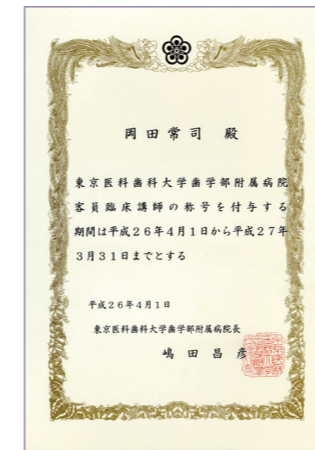 岡田常司 殿
東京医科歯科大学歯学部附属病院
客員臨床講師の称号を付与する
期間は平成26年4月1日から平成27年
3月31日までとする
平成26年4月1日
東京医科歯科大学歯学部附属病院長
嶋田昌彦